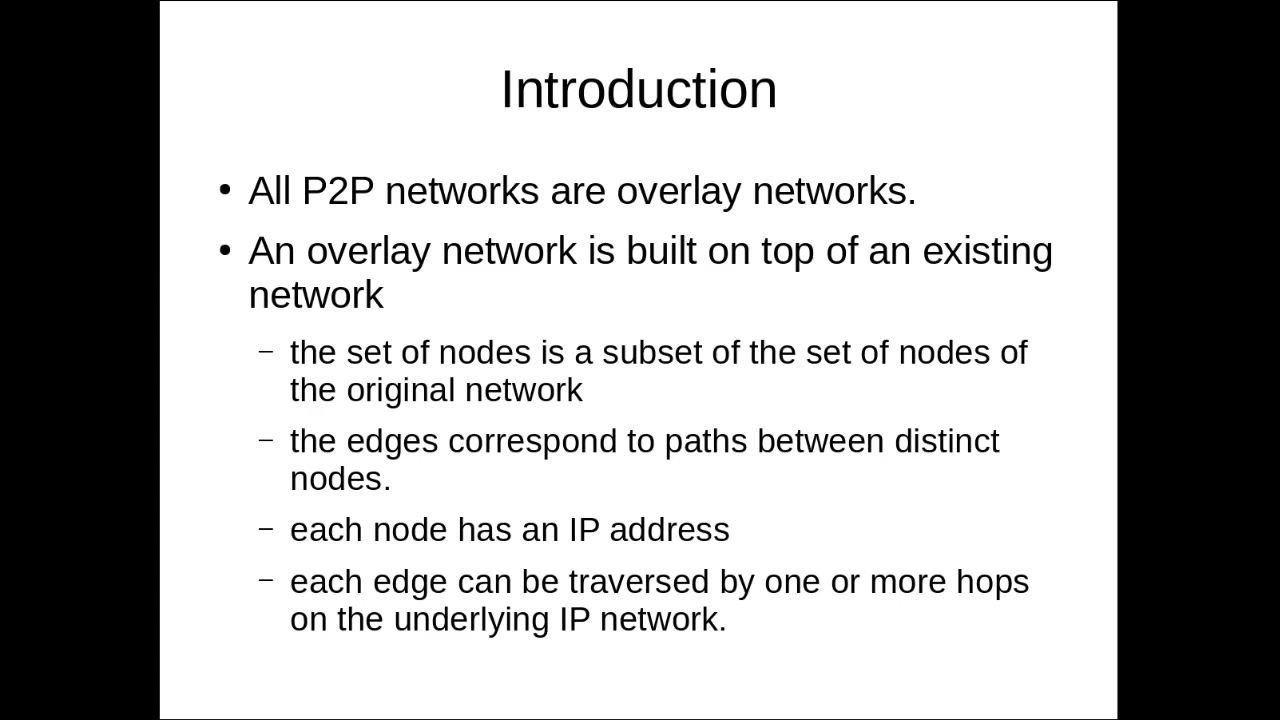 Introduction
• All P2P networks are overlay networks.
• An overlay network is built on top of an existing
network
– the set of nodes is a subset of the set of nodes of
the original network
– the edges correspond to paths between distinct
nodes.
– each node has an IP address
– each edge can be traversed by one or more hops
on the underlying IP network.